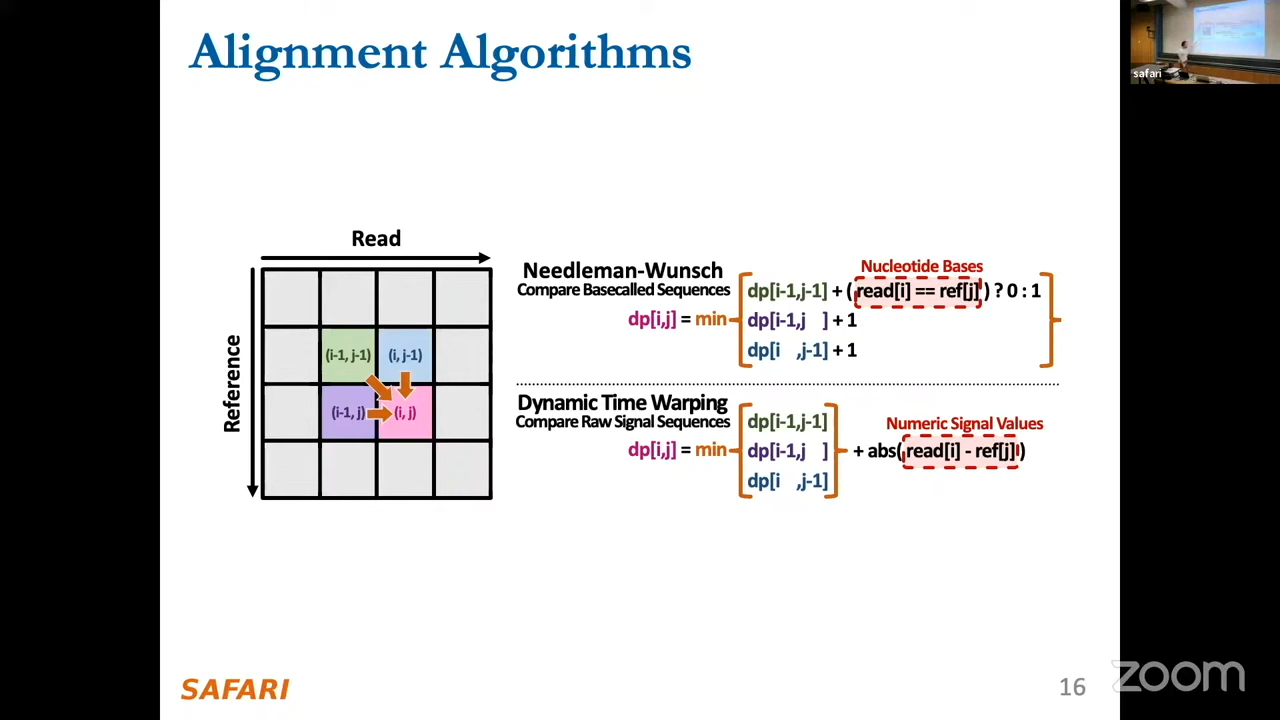 Alignment Algorithms
safari
Read
Reference
(i-1, j-1)
(i, j-1)
(i-1, j)
(i, j)
Needleman-Wunsch
Compare Basecalled Sequences
dp[i,j] = min
Nucleotide Bases
dp[i-1,j-1] + ( read[i] == ref[j] ) ? 0 : 1
dp[i-1,j ] + 1
dp[i ,j-1] + 1
Dynamic Time Warping
Compare Raw Signal Sequences
dp[i,j] = min
dp[i-1,j-1]
dp[i-1,j ]
dp[i ,j-1]
Numeric Signal Values
+ abs( read[i] - ref[j] )
SAFARI
16
zoom